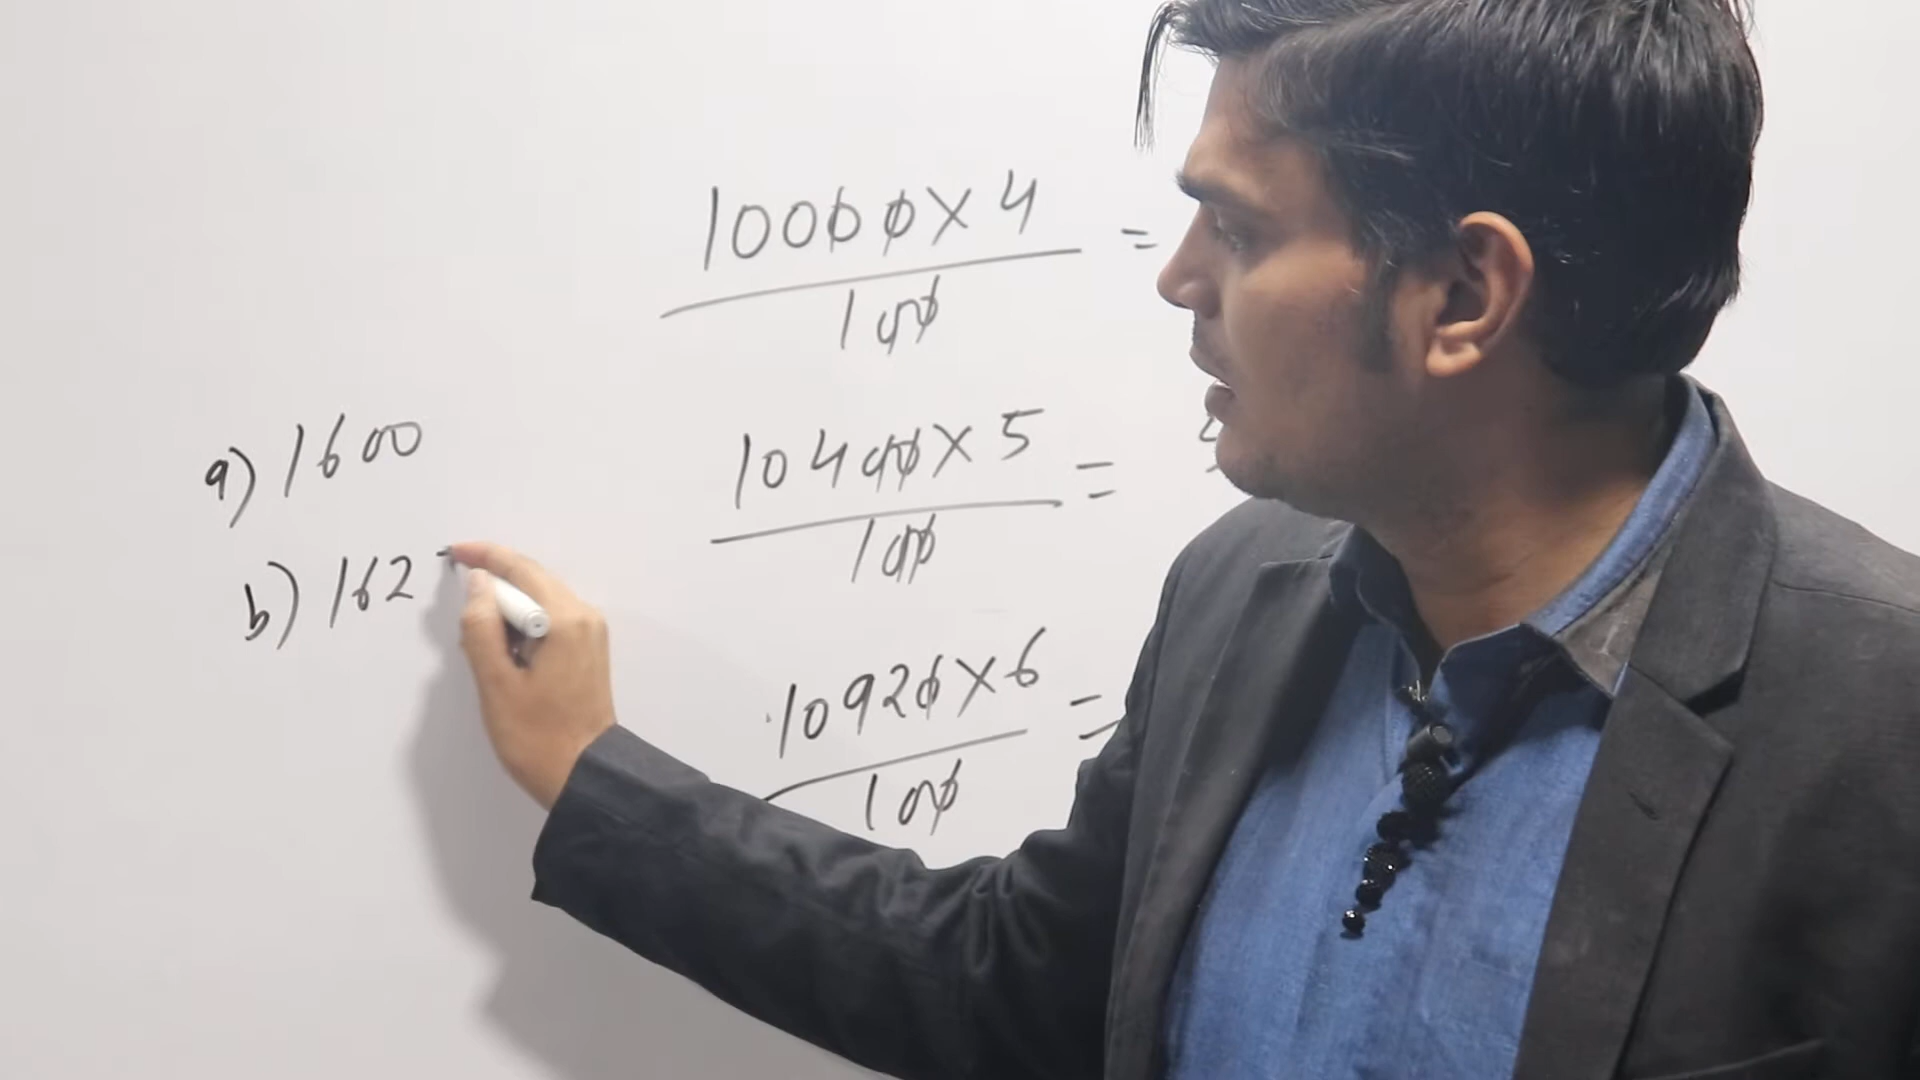 10000 X 4 =
100
a) 1600
10400 X 5 =
100
b) 162
10920 X 6 =
100